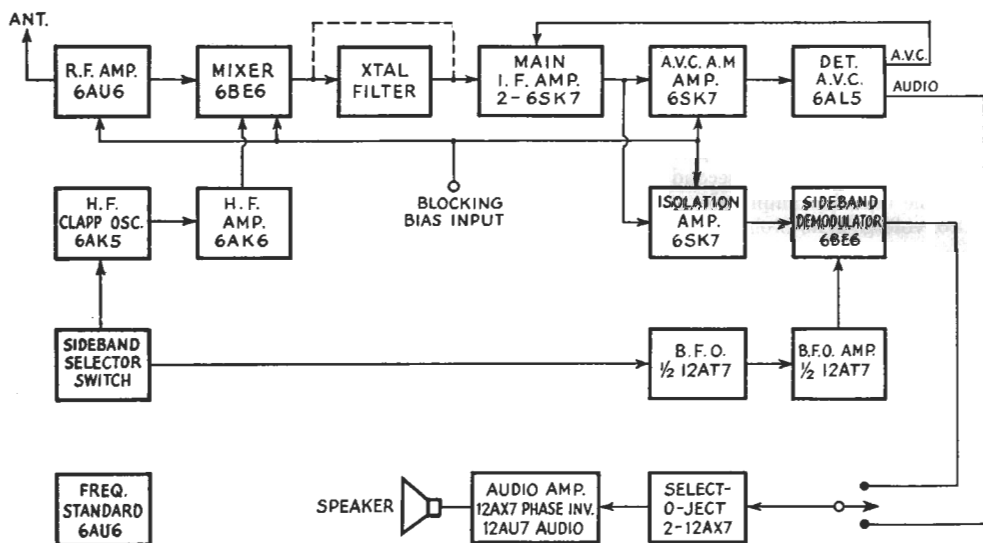 ANT.
R.F. AMP.
6AU6
MIXER
6BE6
XTAL
FILTER
MAIN
I.F. AMP.
2-6SK7
A.V.C. A.M
AMP.
6SK7
DET.
A.V.C.
6AL5
A.V.C.
AUDIO
H.F.
CLAPP OSC.
6AK5
H.F.
AMP.
6AK6
BLOCKING
BIAS INPUT
ISOLATION
AMP.
6SK7
SIDEBAND
DEMODULATOR
6BE6
SIDEBAND
SELECTOR
SWITCH
B.F.O.
½ 12AT7
B.F.O. AMP.
½ 12AT7
FREQ.
STANDARD
6AU6
SPEAKER
AUDIO AMP.
12AX7 PHASE INV.
12AU7 AUDIO
SELECT-
O-JECT
2-12AX7